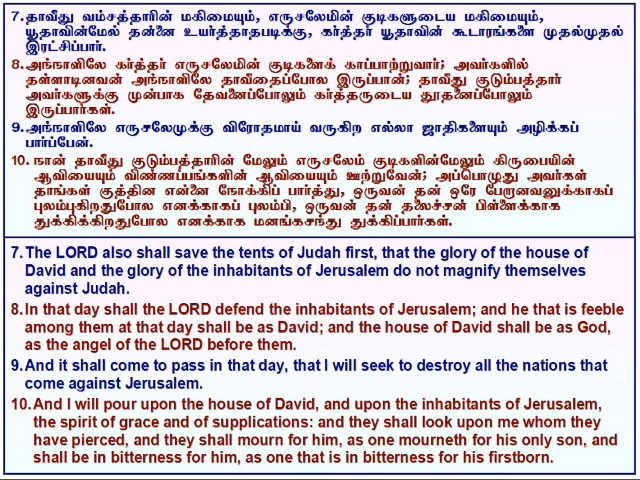 7. தாவீது வம்சத்தாரின் மகிமையும், எருசலேமின் குடிகளுடைய மகிமையும்,
யூதாவின்மேல் தன்னை உயர்த்தாதபடிக்கு, கர்த்தர் யூதாவின் கூடாரங்களை முதல்முதல்
இரட்சிப்பார்.
8. அந்நாளிலே கர்த்தர் எருசலேமின் குடிகளைக் காப்பாற்றுவார்; அவர்களில்
தள்ளாடினவன் அந்நாளிலே தாவீதைப்போல இருப்பான்; தாவீது குடும்பத்தார்
அவர்களுக்கு முன்பாக தேவனைப்போலும் கர்த்தருடைய தூதனைப்போலும்
இருப்பார்கள்.
9. அந்நாளிலே எருசலேமுக்கு விரோதமாய் வருகிற எல்லா ஜாதிகளையும் அழிக்கப்
பார்ப்பேன்.
10. நான் தாவீது குடும்பத்தாரின் மேலும் எருசலேம் குடிகளின்மேலும் கிருபையின்
ஆவியையும் விண்ணப்பங்களின் ஆவியையும் ஊற்றுவேன்; அப்பொழுது அவர்கள்
தாங்கள் குத்தின என்னை நோக்கிப் பார்த்து, ஒருவன் தன் ஒரே பேறானவனுக்காகப்
புலம்புகிறதுபோல எனக்காகப் புலம்பி, ஒருவன் தன் தலைச்சன் பிள்ளைக்காக
துக்கிக்கிறதுபோல எனக்காக மனங்கசந்து துக்கிப்பார்கள்.
7. The LORD also shall save the tents of Judah first, that the glory of the house of
David and the glory of the inhabitants of Jerusalem do not magnify themselves
against Judah.
8. In that day shall the LORD defend the inhabitants of Jerusalem; and he that is feeble
among them at that day shall be as David; and the house of David shall be as God,
as the angel of the LORD before them.
9. And it shall come to pass in that day, that I will seek to destroy all the nations that
come against Jerusalem.
10. And I will pour upon the house of David, and upon the inhabitants of Jerusalem,
the spirit of grace and of supplications: and they shall look upon me whom they
have pierced, and they shall mourn for him, as one mourneth for his only son, and
shall be in bitterness for him, as one that is in bitterness for his firstborn.